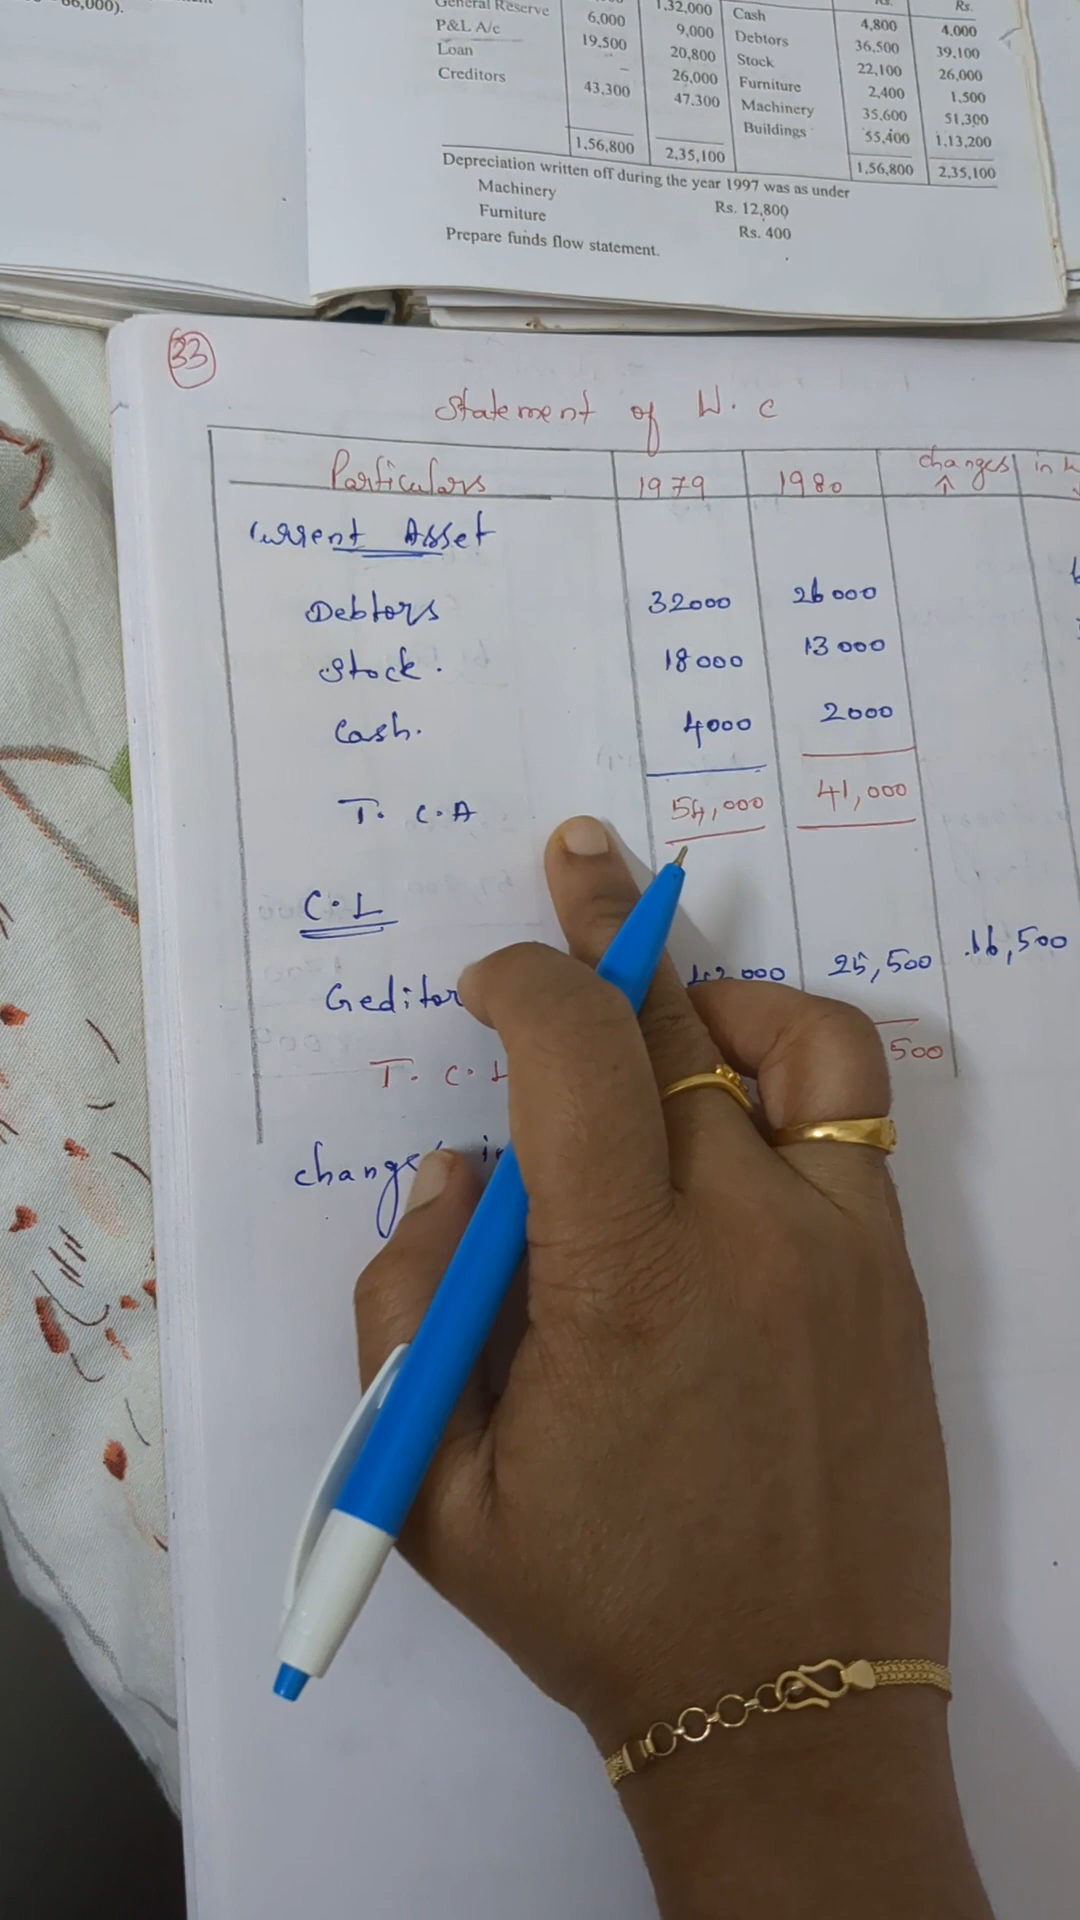 66,000).
General Reserve 6,000 9,000 Cash 4,800 4,000
P&L A/c 19,500 20,800 Debtors 36,500 39,100
Loan – 26,000 Stock 22,100 26,000
Creditors 43,300 47,300 Furniture 2,400 1,500
Machinery 35,600 51,300
Buildings 55,400 1,13,200
1,56,800 2,35,100 1,56,800 2,35,100
1,32,000
Rs.
Depreciation written off during the year 1997 was as under
Machinery Rs. 12,800
Furniture Rs. 400
Prepare funds flow statement.
33
Statement of W. C
Particulars 1979 1980 changes in
↑
Current Asset
Debtors 32000 26000
Stock. 18000 13000
Cash. 4000 2000
T. C.A 54,000 41,000
C.L
Creditor 25,500 16,500
T. C. L 500